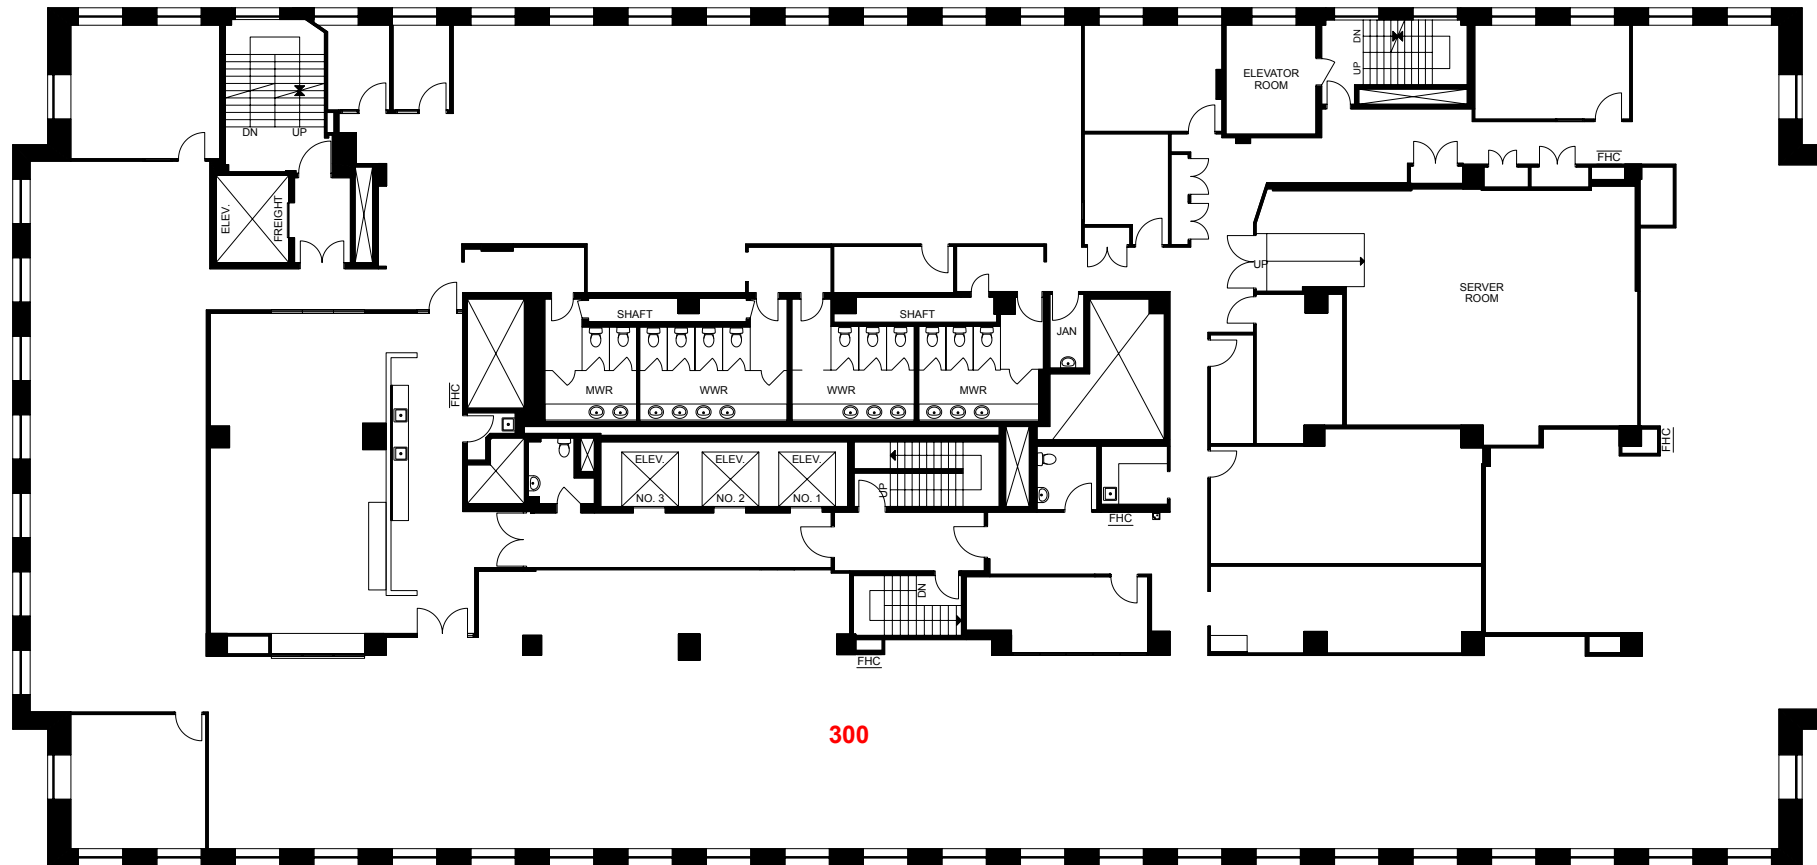 DN
UP
ELEVATOR
ROOM
DN
UP
FHC
ELEV.
FREIGHT
UP
SERVER
ROOM
SHAFT
SHAFT
JAN
FHC
MWR
WWR
WWR
MWR
FHC
ELEV.
NO. 3
ELEV.
NO. 2
ELEV.
NO. 1
UP
FHC
DN
FHC
300